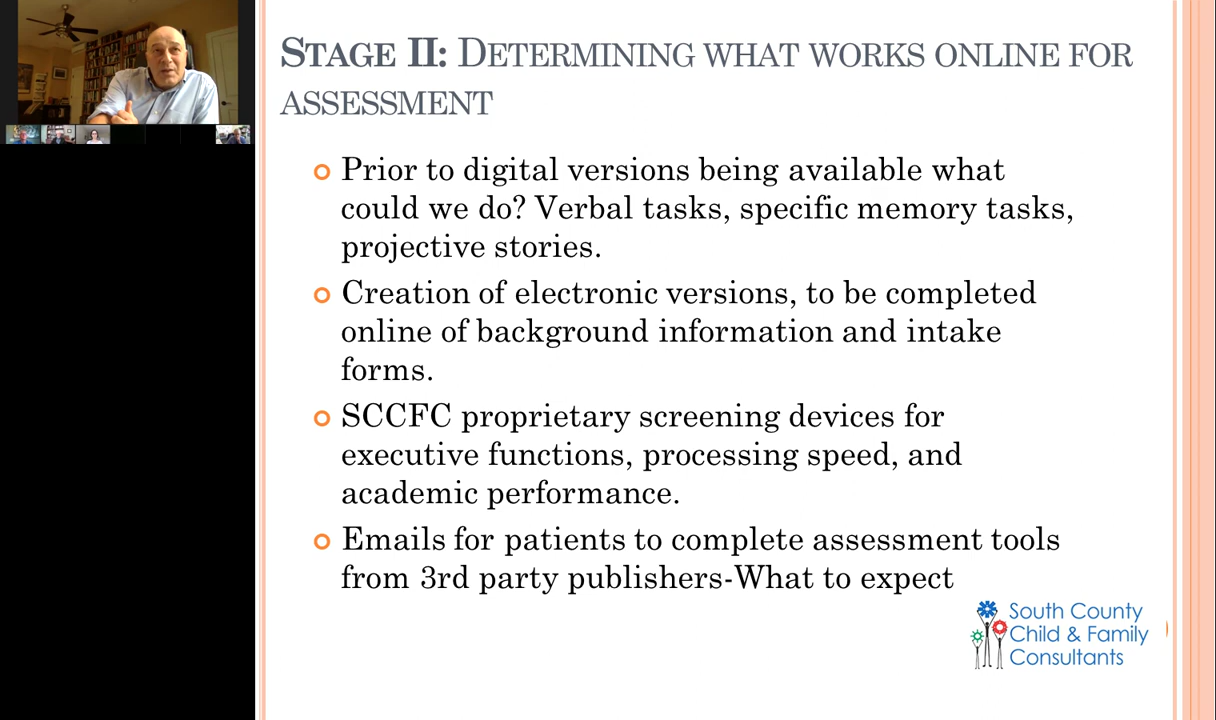 STAGE II: DETERMINING WHAT WORKS ONLINE FOR
ASSESSMENT
Prior to digital versions being available what
could we do? Verbal tasks, specific memory tasks,
projective stories.
Creation of electronic versions, to be completed
online of background information and intake
forms.
SCCFC proprietary screening devices for
executive functions, processing speed, and
academic performance.
Emails for patients to complete assessment tools
from 3rd party publishers-What to expect
South County
Child & Family
Consultants